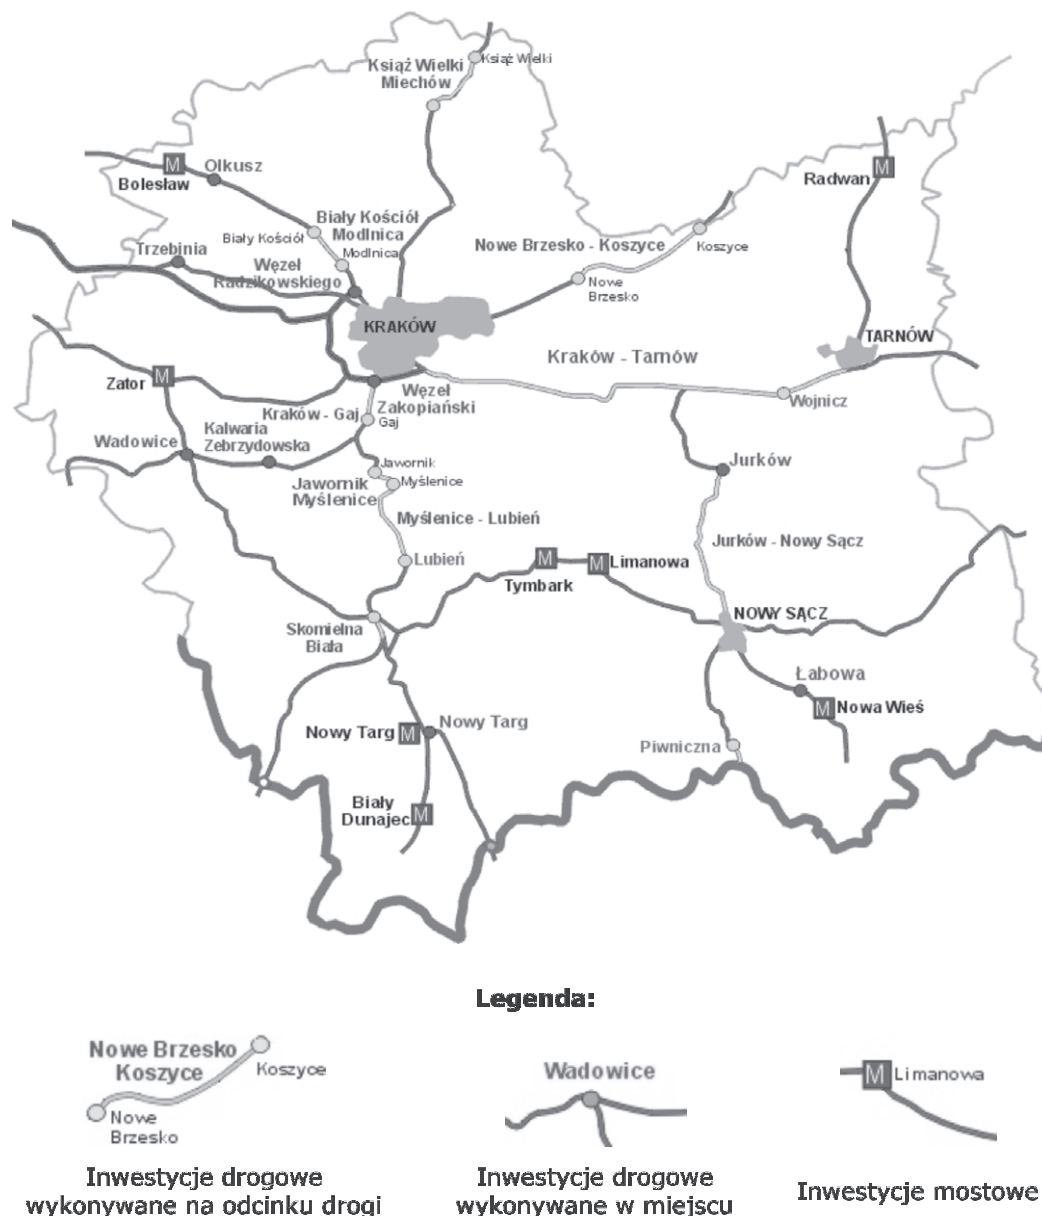 Książ Wielki
Miechów
Książ Wielki
Bolesław
Olkusz
Radwan
Biały Kościół
Modlnica
Biały Kościół
Modlnica
Nowe Brzesko - Koszyce
Koszyce
Nowe
Brzesko
Trzebinia
Węzeł
Radzikowskiego
KRAKÓW
TARNÓW
Kraków - Tarnów
Wojnicz
Zator
Węzeł
Zakopiański
Kraków - Gaj
Gaj
Wadowice
Kalwaria
Zebrzydowska
Jawornik
Myślenice
Jawornik
Myślenice
Jurków
Myślenice - Lubień
Jurków - Nowy Sącz
Lubień
M
Tymbark
M
Limanowa
Skomielna
Biała
NOWY SĄCZ
Łabowa
M
Nowa Wieś
Nowy Targ
M
Nowy Targ
Piwniczna
Biały
Dunajec
M
M
M
M
Legenda:
Nowe Brzesko
Koszyce
Koszyce
Nowe
Brzesko
Inwestycje drogowe
wykonywane na odcinku drogi
Wadowice
Inwestycje drogowe
wykonywane w miejscu
M
Limanowa
Inwestycje mostowe